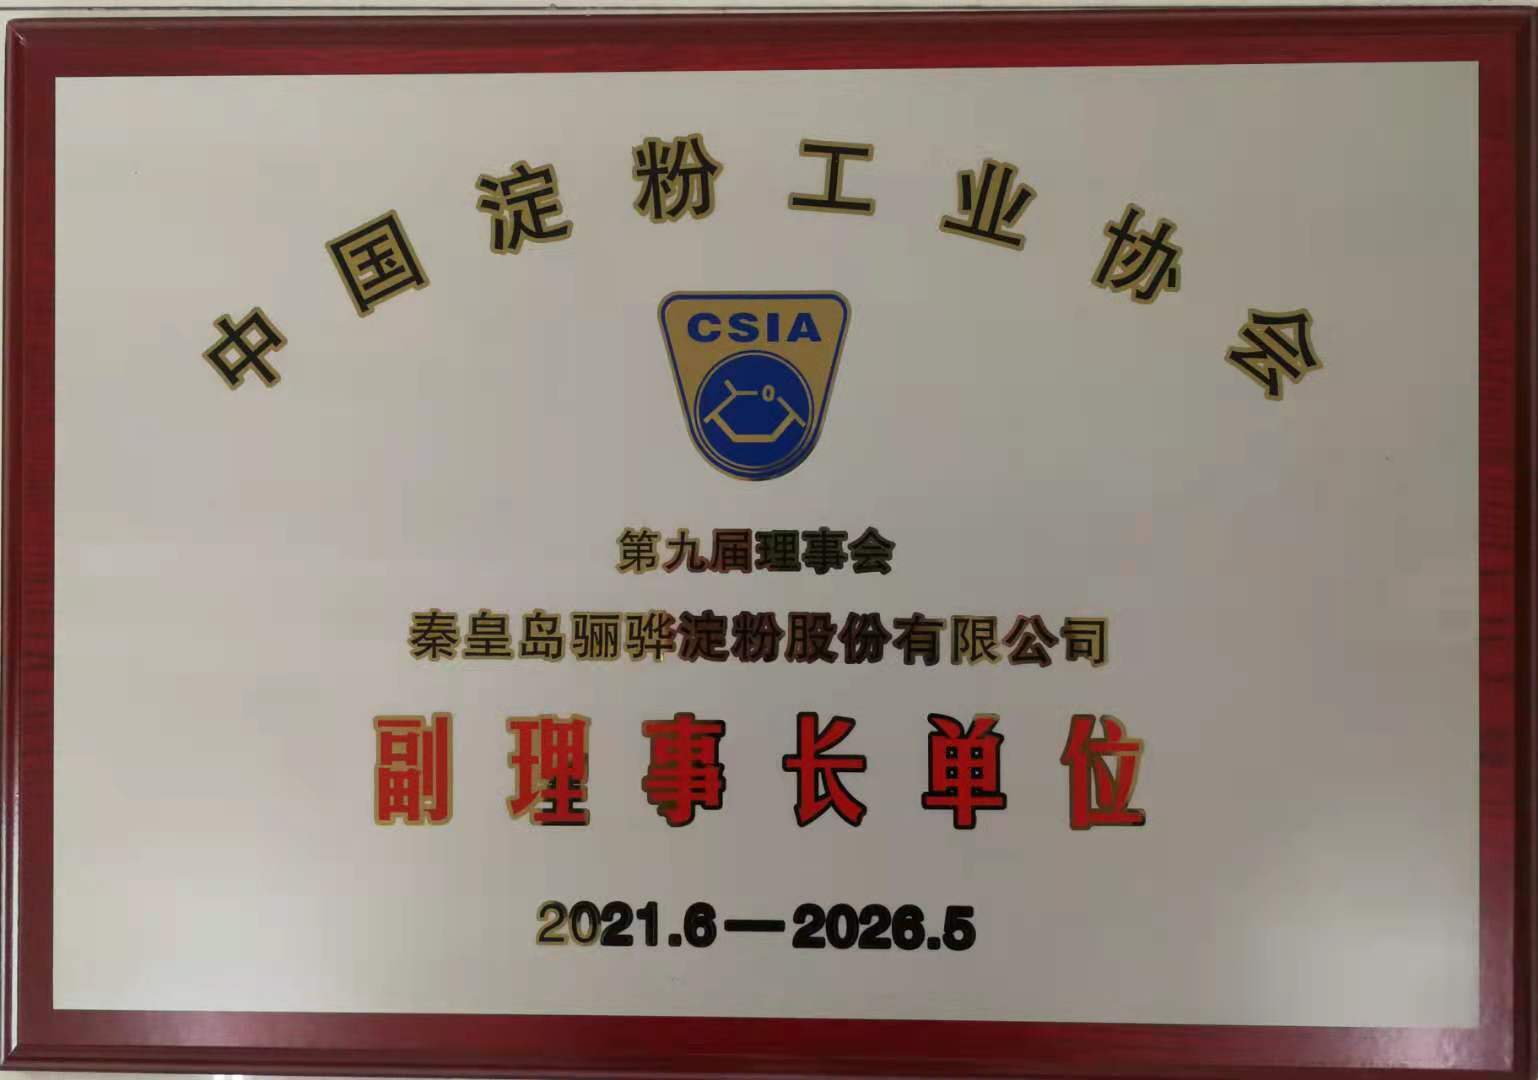 中国淀粉工业协会
CSIA
O
第九届理事会
秦皇岛骊骅淀粉股份有限公司
副理事长单位
2021.6—2026.5